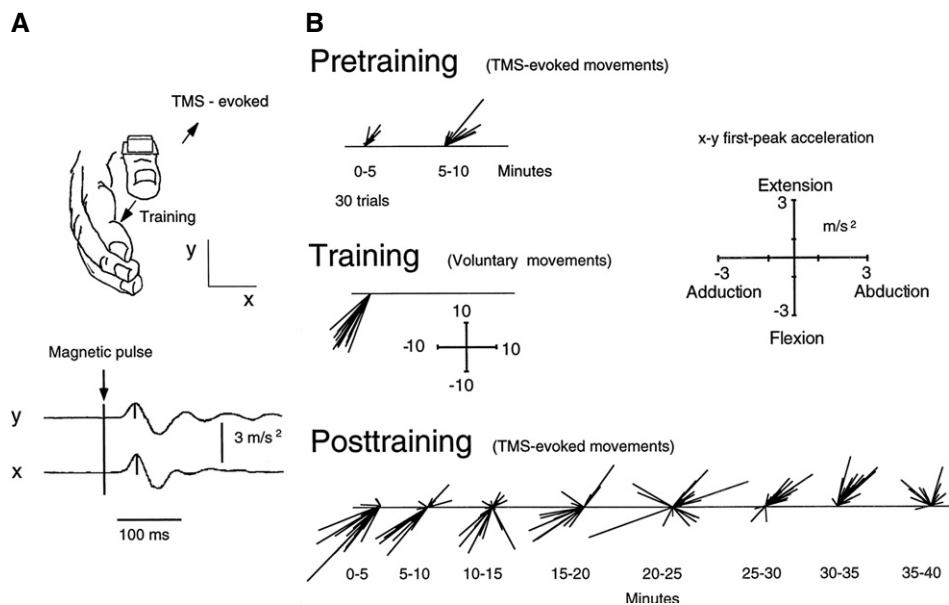 A
TMS - evoked
Training
y
x
Magnetic pulse
y
x
3 m/s²
100 ms
B
Pretraining (TMS-evoked movements)
0-5 5-10 Minutes
30 trials
x-y first-peak acceleration
Extension
3
m/s²
-3 3
Adduction Abduction
-3
Flexion
Training (Voluntary movements)
10
-10 10
-10
Posttraining (TMS-evoked movements)
0-5 5-10 10-15 15-20 20-25 25-30 30-35 35-40
Minutes